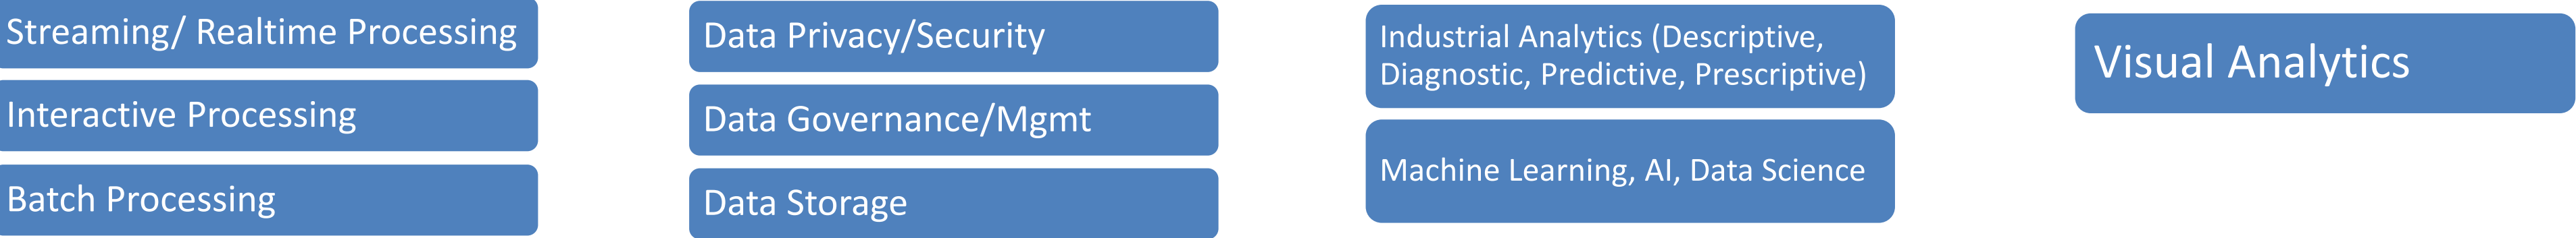 Streaming/ Realtime Processing
Interactive Processing
Batch Processing
Data Privacy/Security
Data Governance/Mgmt
Data Storage
Industrial Analytics (Descriptive,
Diagnostic, Predictive, Prescriptive)
Machine Learning, AI, Data Science
Visual Analytics